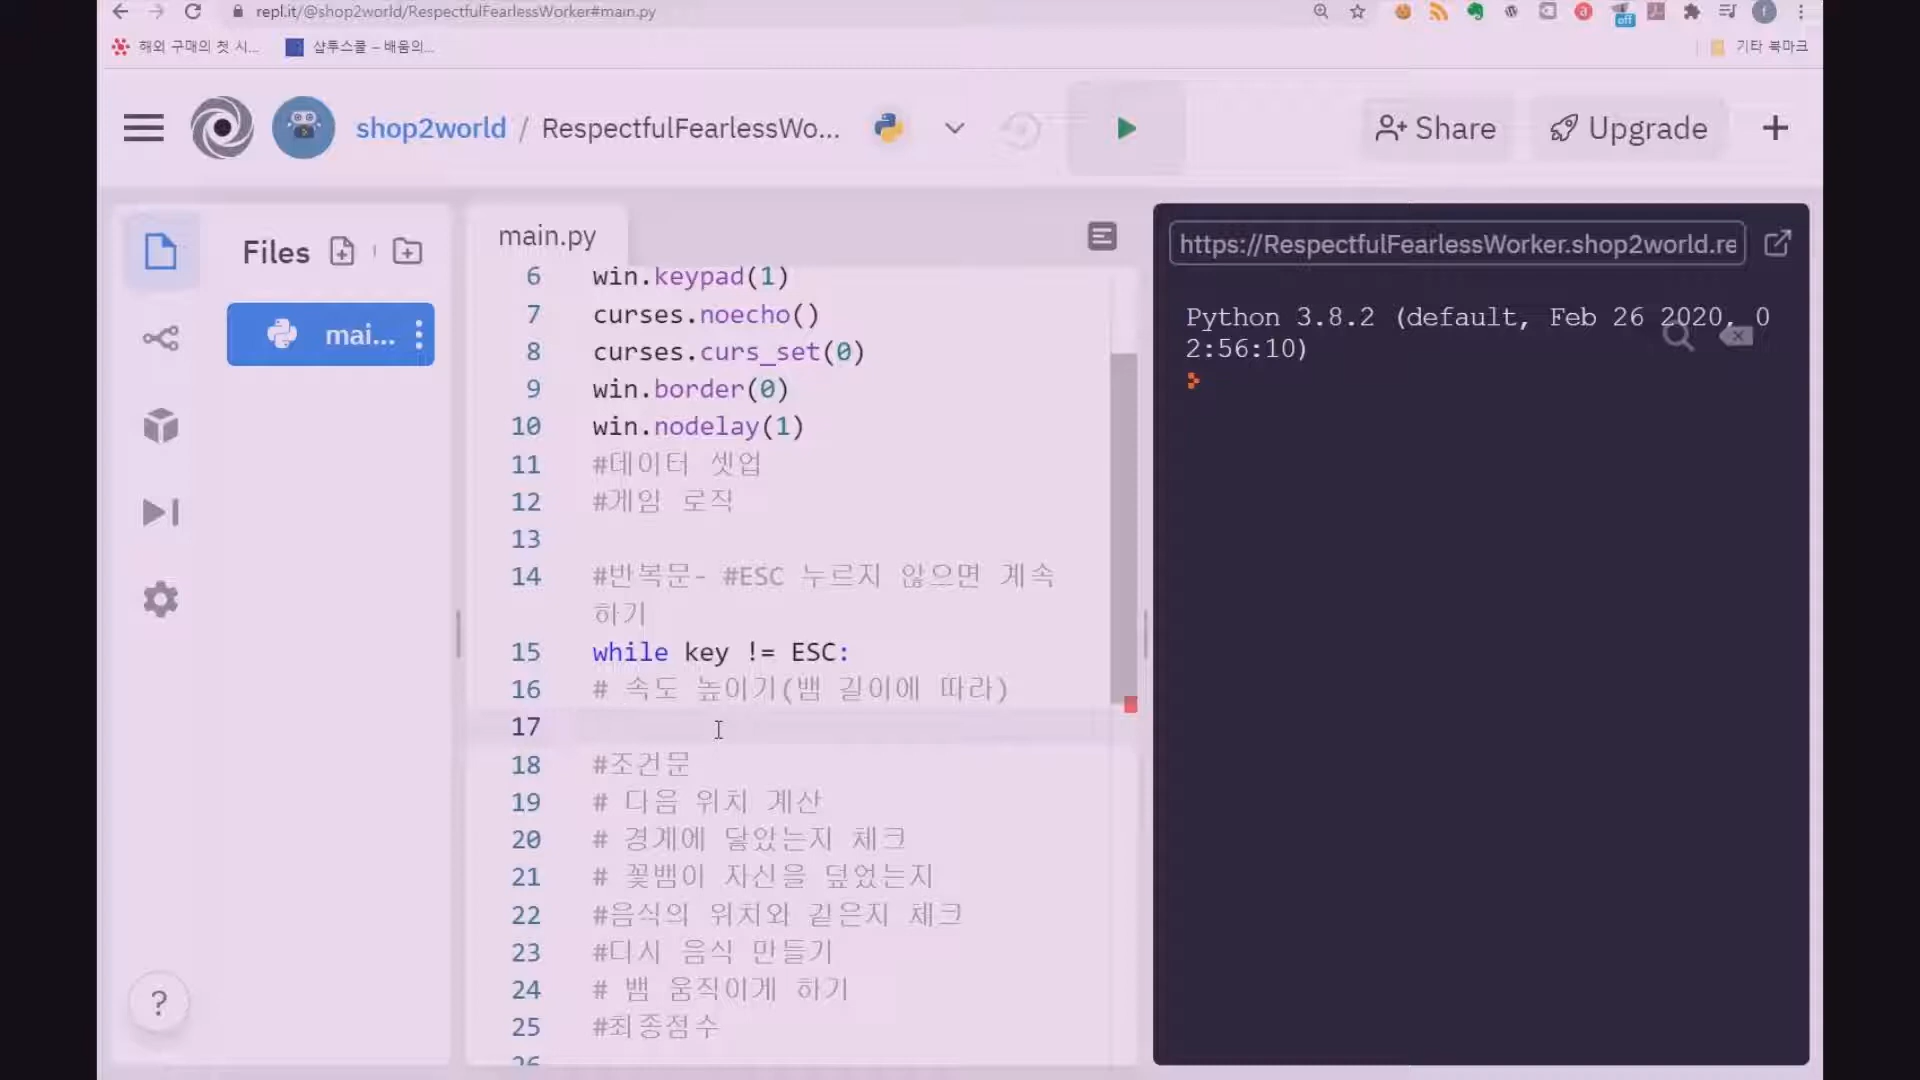 repl.it/@shop2world/RespectfulFearlessWorker#main.py
off
해외 구매의 첫 시...
샵투스쿨 – 배움의...
기타 북마크
shop2world / RespectfulFearlessWo...
Share
Upgrade
Files
main.py
mai...
6 win.keypad(1)
7 curses.noecho()
8 curses.curs_set(0)
9 win.border(0)
10 win.nodelay(1)
11 #데이터 셋업
12 #게임 로직
13
14 #반복문- #ESC 누르지 않으면 계속
하기
15 while key != ESC:
16 # 속도 높이기(뱀 길이에 따라)
17
18 #조건문
19 # 다음 위치 계산
20 # 경계에 닿았는지 체크
21 # 꽃뱀이 자신을 덮었는지
22 #음식의 위치와 같은지 체크
23 #디시 음식 만들기
24 # 뱀 움직이게 하기
25 #최종점수
26
https://RespectfulFearlessWorker.shop2world.re
Python 3.8.2 (default, Feb 26 2020, 0
2:56:10)
?